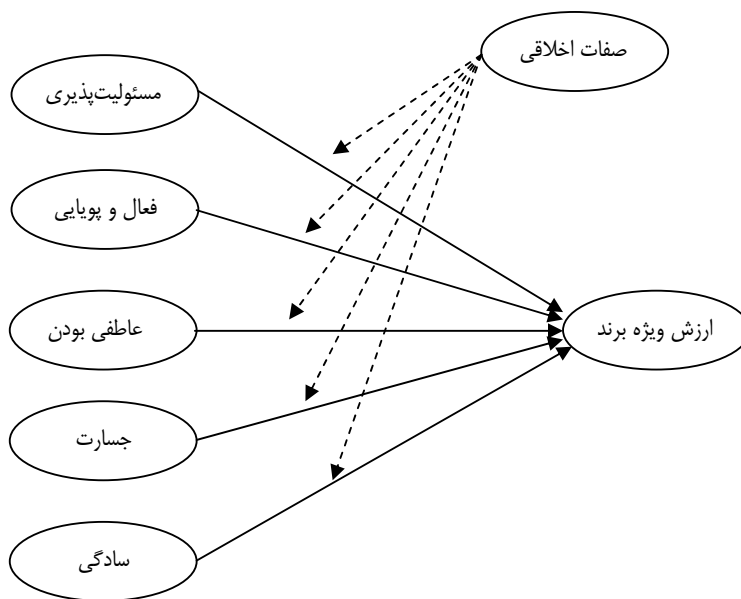 صفات اخلاقی
مسئولیت‌پذیری
فعال و پویایی
عاطفی بودن
ارزش ویژه برند
جسارت
سادگی